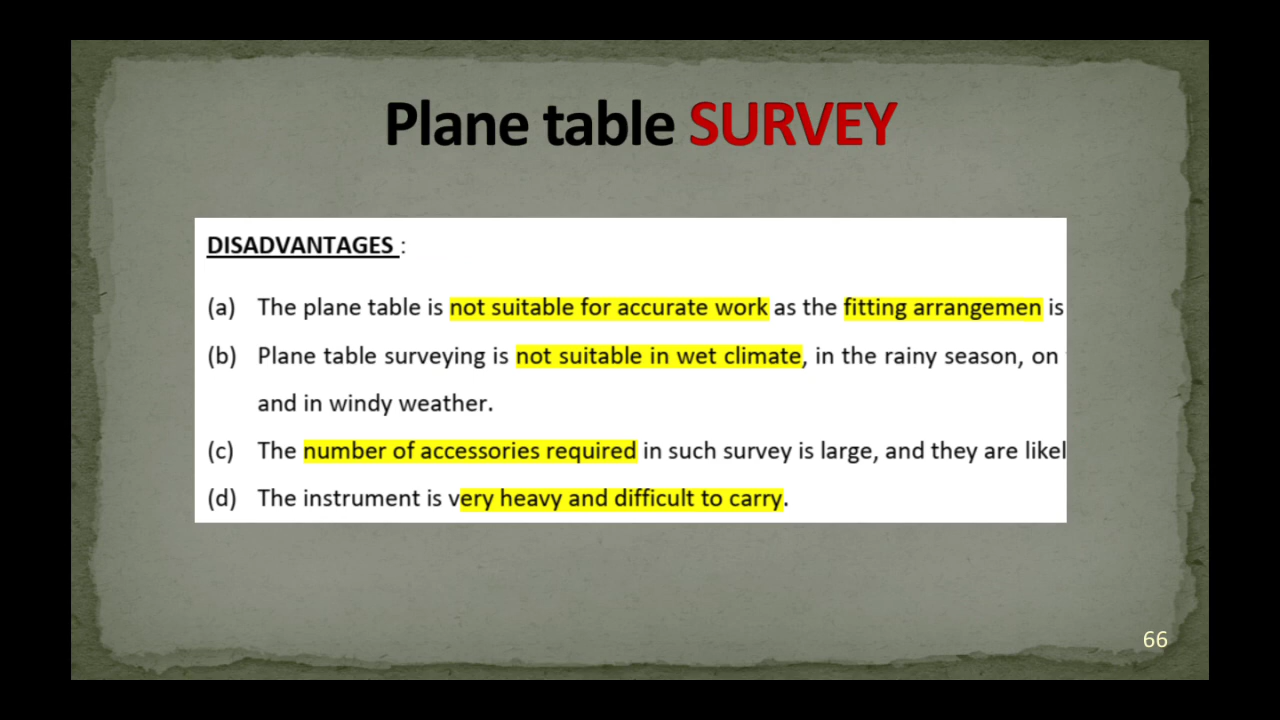 Plane table SURVEY
DISADVANTAGES :
(a) The plane table is not suitable for accurate work as the fitting arrangemen is
(b) Plane table surveying is not suitable in wet climate, in the rainy season, on
and in windy weather.
(c) The number of accessories required in such survey is large, and they are likel
(d) The instrument is very heavy and difficult to carry.
66